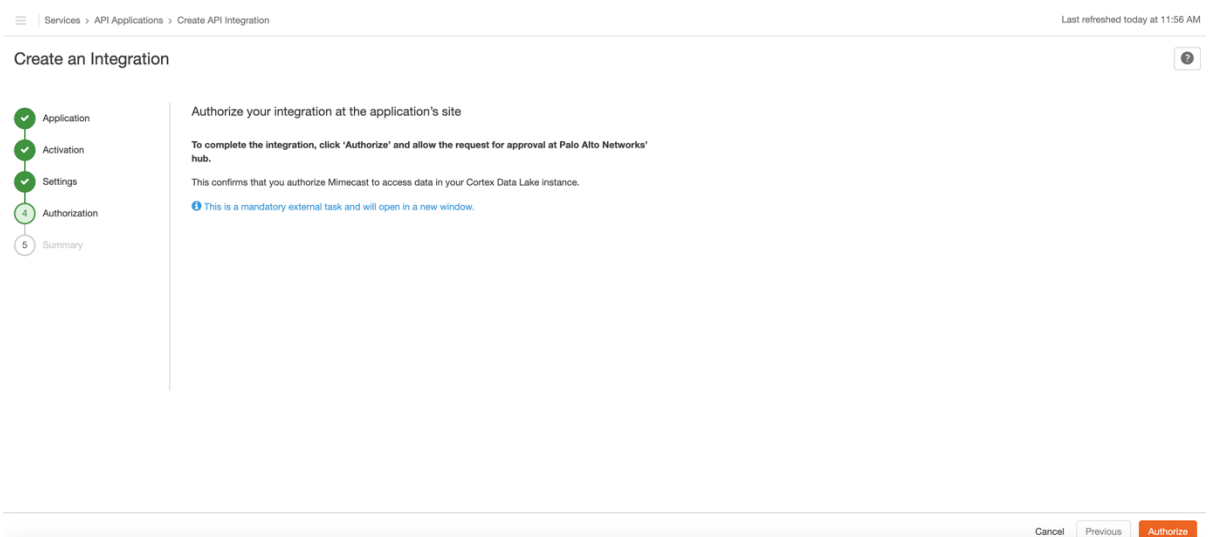 Services > API Applications > Create API Integration
Last refreshed today at 11:56 AM
Create an Integration
?
Application
Activation
Settings
4 Authorization
5 Summary
Authorize your integration at the application's site
To complete the integration, click ‘Authorize’ and allow the request for approval at Palo Alto Networks’
hub.
This confirms that you authorize Mimecast to access data in your Cortex Data Lake instance.
This is a mandatory external task and will open in a new window.
Cancel
Previous
Authorize